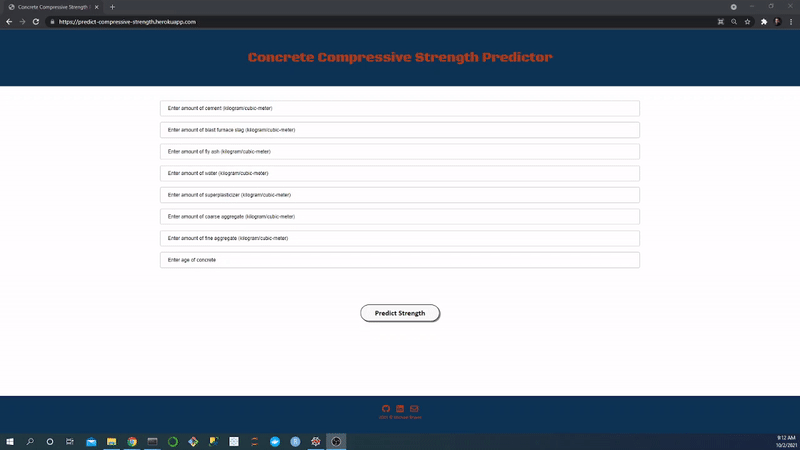 Concrete Compressive Strength P
https://predict-compressive-strength.herokuapp.com
Concrete Compressive Strength Predictor
Enter amount of cement (kilogram/cubic-meter)
Enter amount of blast furnace slag (kilogram/cubic-meter)
Enter amount of fly ash (kilogram/cubic-meter)
Enter amount of water (kilogram/cubic-meter)
Enter amount of superplasticizer (kilogram/cubic-meter)
Enter amount of coarse aggregate (kilogram/cubic-meter)
Enter amount of fine aggregate (kilogram/cubic-meter)
Enter age of concrete
Predict Strength
9:12 AM
10/2/2021